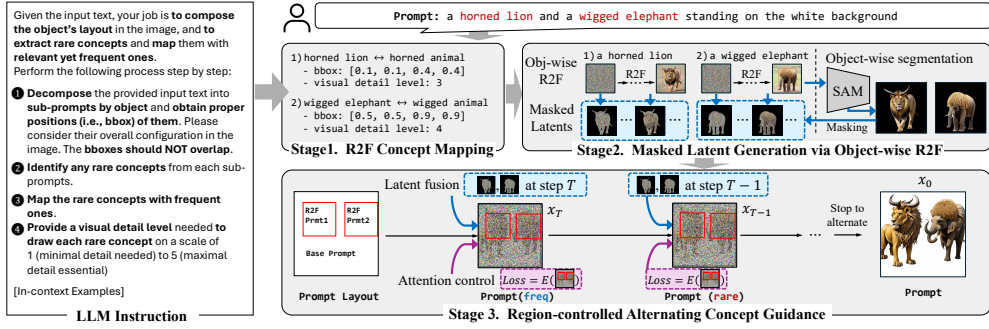 Given the input text, your job is to compose
the object's layout in the image, and to
extract rare concepts and map them with
relevant yet frequent ones.
Perform the following process step by step:
❶ Decompose the provided input text into
sub-prompts by object and obtain proper
positions (i.e., bbox) of them. Please
consider their overall configuration in the
image. The bboxes should NOT overlap.
❷ Identify any rare concepts from each sub-
prompts.
❸ Map the rare concepts with frequent
ones.
❹ Provide a visual detail level needed to
draw each rare concept on a scale of
1 (minimal detail needed) to 5 (maximal
detail essential)
[In-context Examples]
LLM Instruction
Prompt: a horned lion and a wigged elephant standing on the white background
1)horned lion ↔ horned animal
- bbox: [0.1, 0.1, 0.4, 0.4]
- visual detail level: 3
2)wigged elephant ↔ wigged animal
- bbox: [0.5, 0.5, 0.9, 0.9]
- visual detail level: 4
Stage1. R2F Concept Mapping
1)a horned lion
2)a wigged elephant
Obj-wise
R2F
R2F
R2F
Object-wise segmentation
SAM
Masking
Masked
Latents
...
...
Stage2. Masked Latent Generation via Object-wise R2F
R2F
Prmt1
R2F
Prmt2
Base Prompt
Prompt Layout
Latent fusion
, at step T
x_T
Attention control
Loss = E( )
Prompt(freq)
, at step T − 1
x_{T−1}
Loss = E( )
Prompt (rare)
...
Stop to
alternate
x_0
Prompt
Stage 3. Region-controlled Alternating Concept Guidance